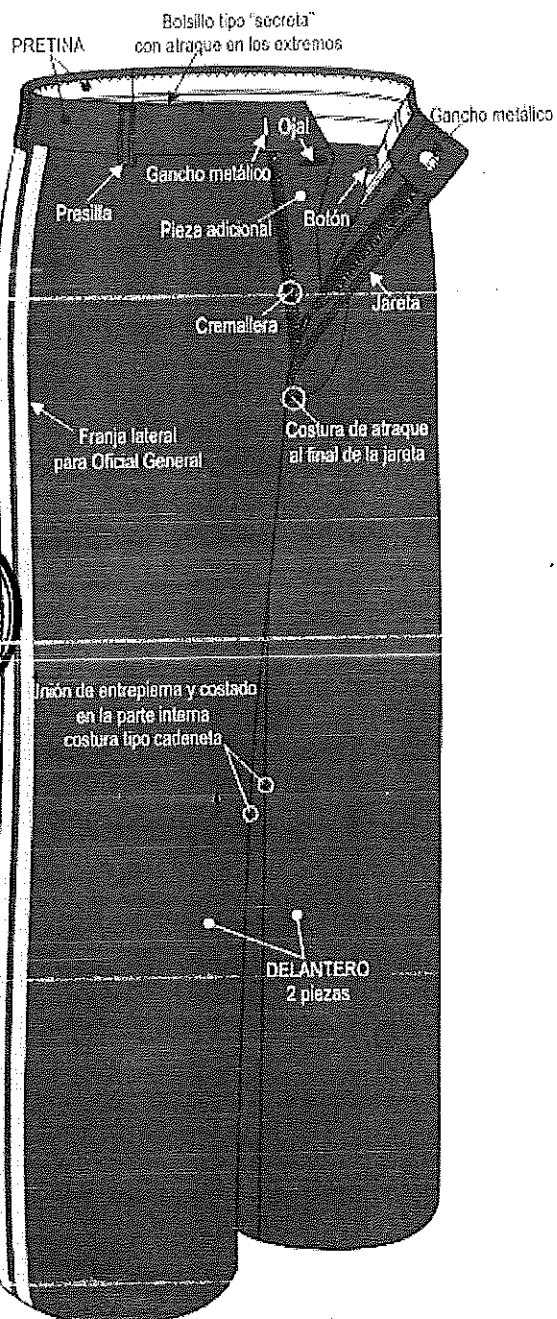 Bolsillo tipo "secreta"
con atraque en los extremos
PRETINA
Gancho metálico
Ojal
Gancho metálico
Presilla
Pieza adicional
Botón
Jareta
Cremallera
Franja lateral
para Oficial General
Costura de atraque
al final de la jareta
Unión de entrepierna y costado
en la parte interna
costura tipo cadeneta
DELANTERO
2 piezas